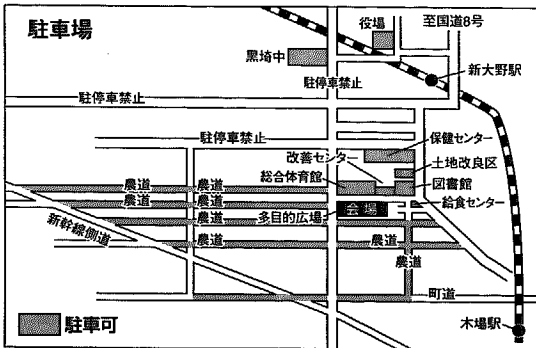 駐車場
役場
至国道8号
黒埼中
新大野駅
駐停車禁止
駐停車禁止
駐停車禁止
保健センター
改善センター
土地改良区
総合体育館
図書館
農道
農道
農道
農道
給食センター
農道
農道
多目的広場
会場
新幹線側道
農道
農道
農道
農道
町道
駐車可
木場駅